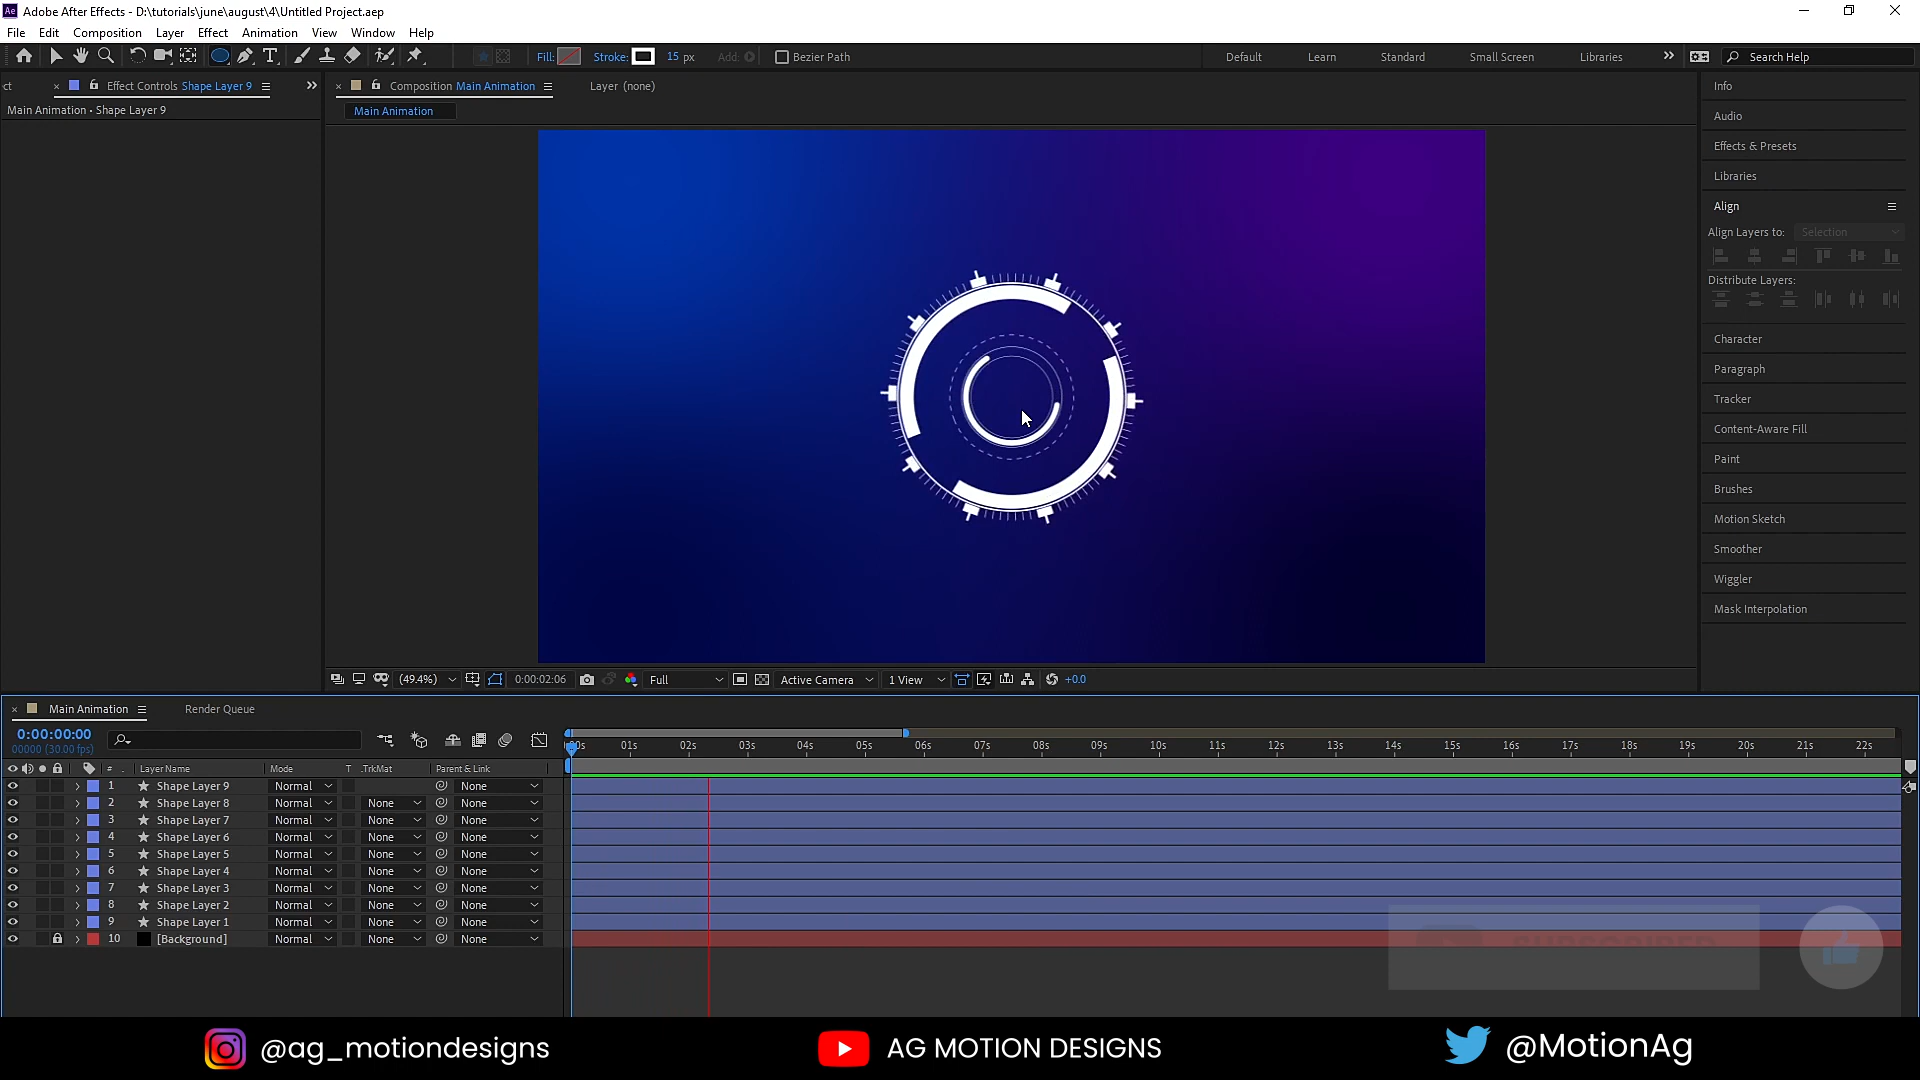 Ae Adobe After Effects - D:\tutorials\june\august\4\Untitled Project.aep
File Edit Composition Layer Effect Animation View Window Help
Fill: Stroke: 15 px Add: Bezier Path Default Learn Standard Small Screen Libraries Search Help
ct Effect Controls Shape Layer 9
Main Animation • Shape Layer 9
Composition Main Animation Layer (none)
Main Animation
Info
Audio
Effects & Presets
Libraries
Align
Align Layers to: Selection
Distribute Layers:
Character
Paragraph
Tracker
Content-Aware Fill
Paint
Brushes
Motion Sketch
Smoother
Wiggler
Mask Interpolation
(49.4%) 0:00:02:06 Full Active Camera 1 View +0.0
Main Animation Render Queue
0:00:00:00
00000 (30.00 fps)
00s 01s 02s 03s 04s 05s 06s 07s 08s 09s 10s 11s 12s 13s 14s 15s 16s 17s 18s 19s 20s 21s 22s
# Layer Name Mode T .TrkMat Parent & Link
1 Shape Layer 9 Normal None
2 Shape Layer 8 Normal None None
3 Shape Layer 7 Normal None None
4 Shape Layer 6 Normal None None
5 Shape Layer 5 Normal None None
6 Shape Layer 4 Normal None None
7 Shape Layer 3 Normal None None
8 Shape Layer 2 Normal None None
9 Shape Layer 1 Normal None None
10 [Background] Normal None None
@ag_motiondesigns AG MOTION DESIGNS @MotionAg